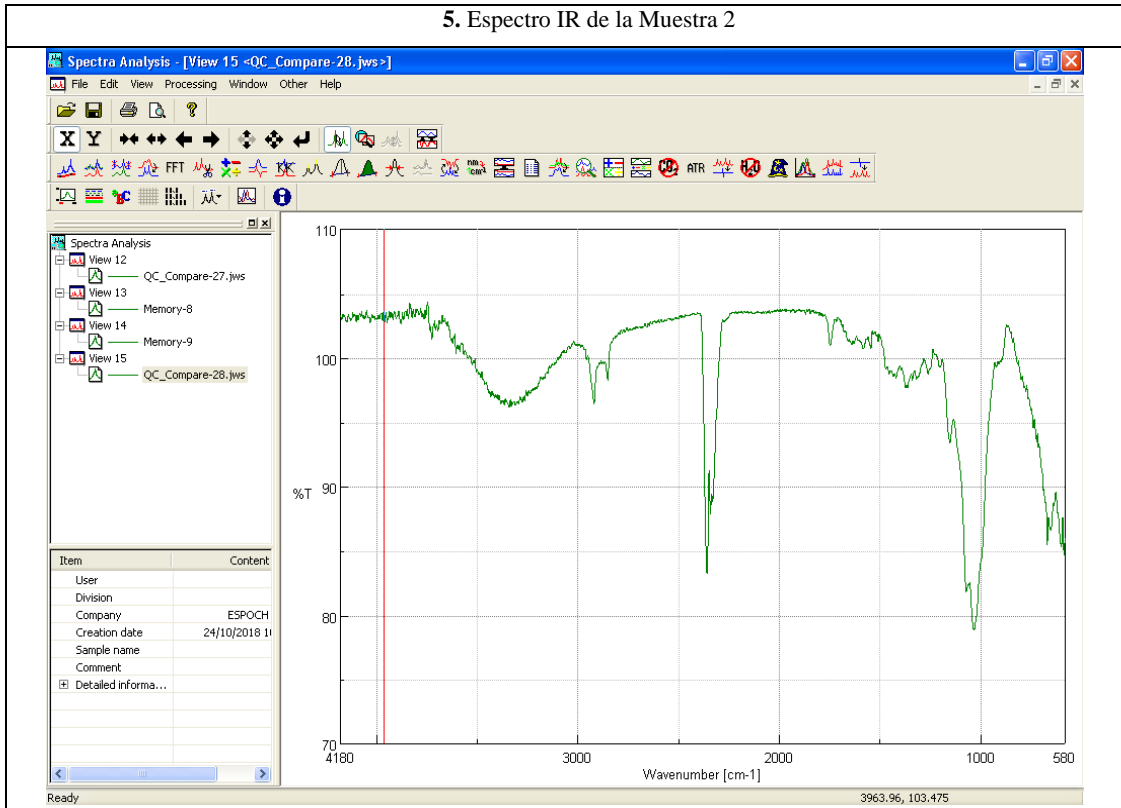 5. Espectro IR de la Muestra 2
Spectra Analysis - [View 15 <QC_Compare-28.jws>]
File Edit View Processing Window Other Help
X Y
FFT ATR
Spectra Analysis
View 12
QC_Compare-27.jws
View 13
Memory-8
View 14
Memory-9
View 15
QC_Compare-28.jws
Item Content
User
Division
Company ESPOCH
Creation date 24/10/2018
Sample name
Comment
Detailed informa...
110
100
%T 90
80
70
4180 3000 2000 1000 580
Wavenumber [cm-1]
Ready 3963.96, 103.475